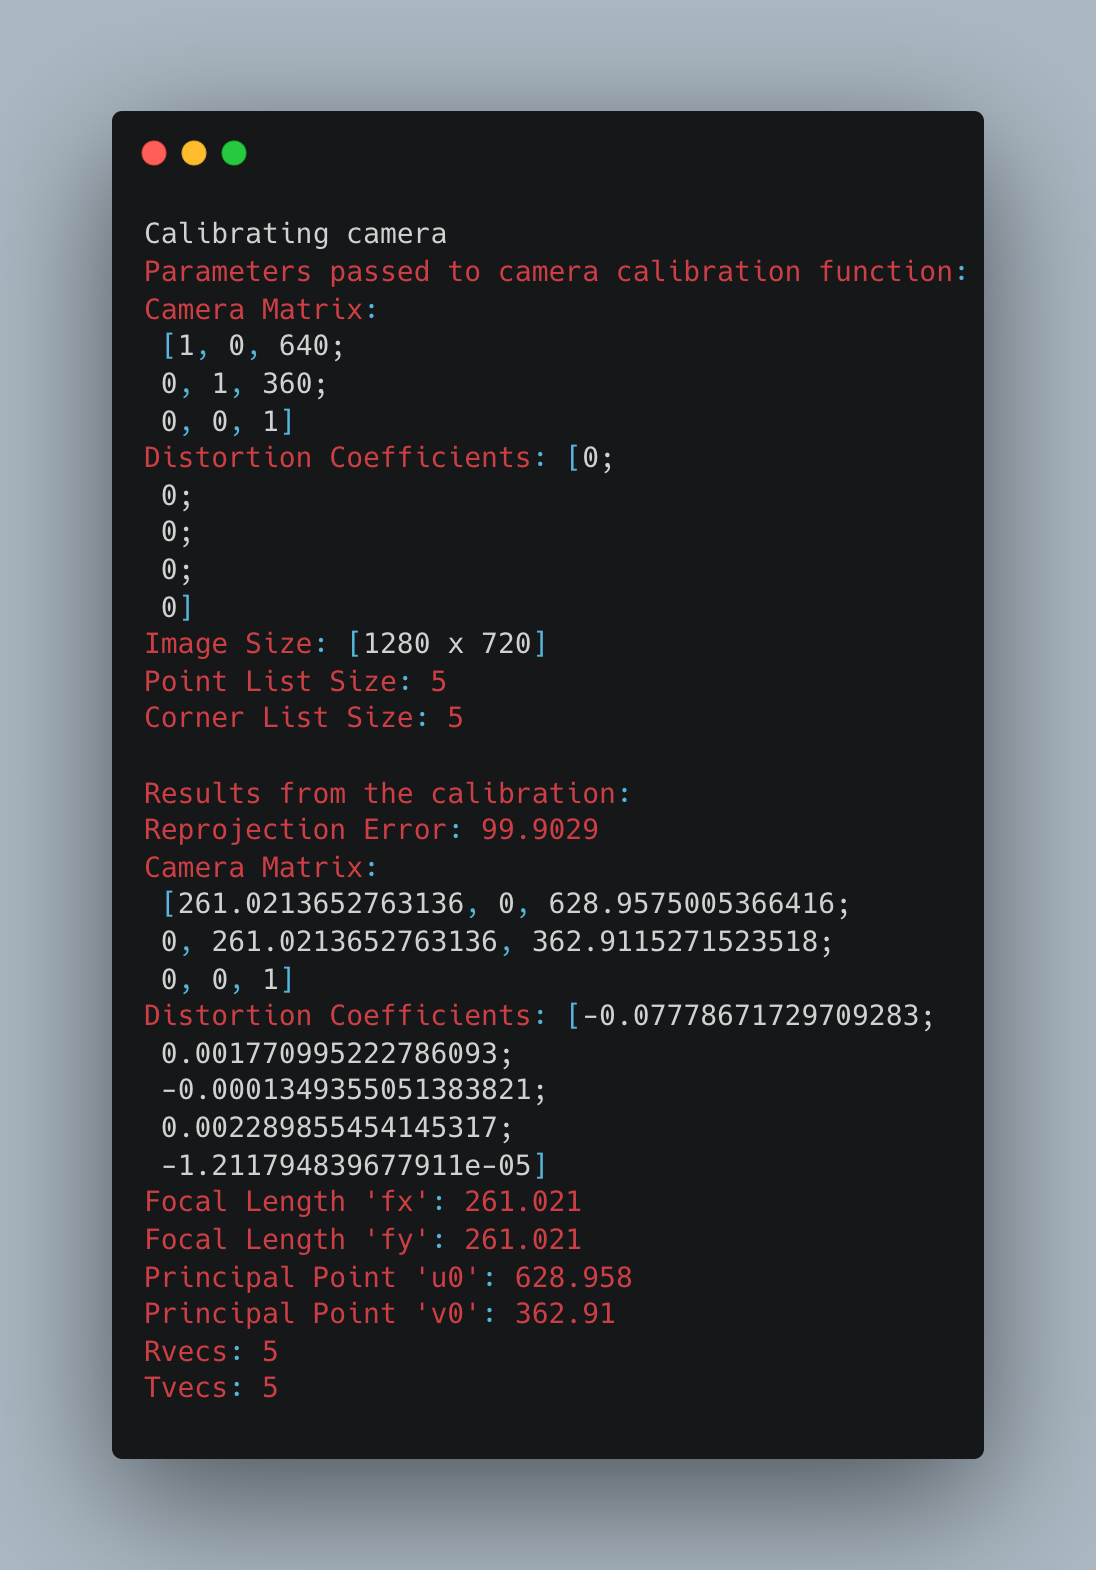 Calibrating camera
Parameters passed to camera calibration function:
Camera Matrix:
[1, 0, 640;
0, 1, 360;
0, 0, 1]
Distortion Coefficients: [0;
0;
0;
0;
0]
Image Size: [1280 x 720]
Point List Size: 5
Corner List Size: 5
Results from the calibration:
Reprojection Error: 99.9029
Camera Matrix:
[261.0213652763136, 0, 628.9575005366416;
0, 261.0213652763136, 362.9115271523518;
0, 0, 1]
Distortion Coefficients: [-0.07778671729709283;
0.001770995222786093;
-0.0001349355051383821;
0.002289855454145317;
-1.211794839677911e-05]
Focal Length 'fx': 261.021
Focal Length 'fy': 261.021
Principal Point 'u0': 628.958
Principal Point 'v0': 362.91
Rvecs: 5
Tvecs: 5